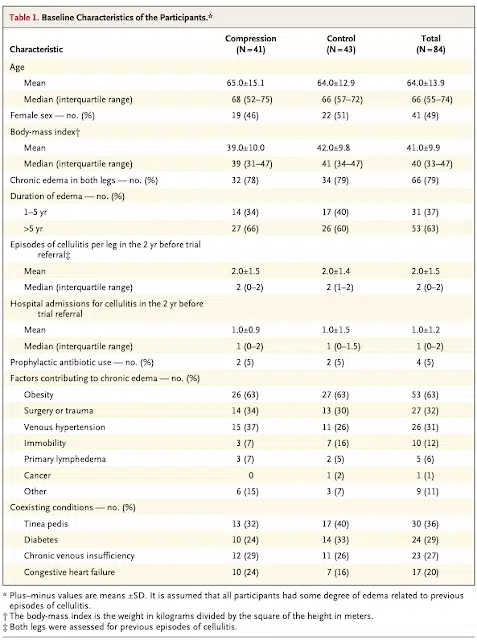 Table 1. Baseline Characteristics of the Participants.*
Characteristic Compression (N=41) Control (N=43) Total (N=84)
Age
Mean 65.0±15.1 64.0±12.9 64.0±13.9
Median (interquartile range) 68 (52–75) 66 (57–72) 66 (55–74)
Female sex — no. (%) 19 (46) 22 (51) 41 (49)
Body-mass index†
Mean 39.0±10.0 42.0±9.8 41.0±9.9
Median (interquartile range) 39 (31–47) 41 (34–47) 40 (33–47)
Chronic edema in both legs — no. (%) 32 (78) 34 (79) 66 (79)
Duration of edema — no. (%)
1–5 yr 14 (34) 17 (40) 31 (37)
>5 yr 27 (66) 26 (60) 53 (63)
Episodes of cellulitis per leg in the 2 yr before trial
referral‡
Mean 2.0±1.5 2.0±1.4 2.0±1.5
Median (interquartile range) 2 (0–2) 2 (1–2) 2 (0–2)
Hospital admissions for cellulitis in the 2 yr before
trial referral
Mean 1.0±0.9 1.0±1.5 1.0±1.2
Median (interquartile range) 1 (0–2) 1 (0–1.5) 1 (0–2)
Prophylactic antibiotic use — no. (%) 2 (5) 2 (5) 4 (5)
Factors contributing to chronic edema — no. (%)
Obesity 26 (63) 27 (63) 53 (63)
Surgery or trauma 14 (34) 13 (30) 27 (32)
Venous hypertension 15 (37) 11 (26) 26 (31)
Immobility 3 (7) 7 (16) 10 (12)
Primary lymphedema 3 (7) 2 (5) 5 (6)
Cancer 0 1 (2) 1 (1)
Other 6 (15) 3 (7) 9 (11)
Coexisting conditions — no. (%)
Tinea pedis 13 (32) 17 (40) 30 (36)
Diabetes 10 (24) 14 (33) 24 (29)
Chronic venous insufficiency 12 (29) 11 (26) 23 (27)
Congestive heart failure 10 (24) 7 (16) 17 (20)
* Plus–minus values are means ±SD. It is assumed that all participants had some degree of edema related to previous
episodes of cellulitis.
† The body-mass index is the weight in kilograms divided by the square of the height in meters.
‡ Both legs were assessed for previous episodes of cellulitis.